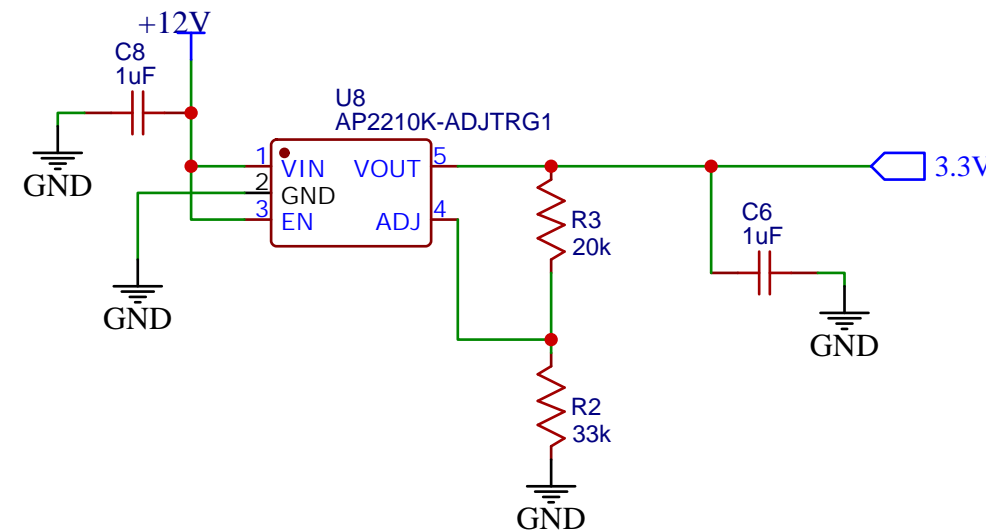 +12V
C8
1uF
GND
U8
AP2210K-ADJTRG1
1 VIN VOUT 5
2 GND
3 EN ADJ 4
GND
R3
20k
3.3V
C6
1uF
GND
R2
33k
GND